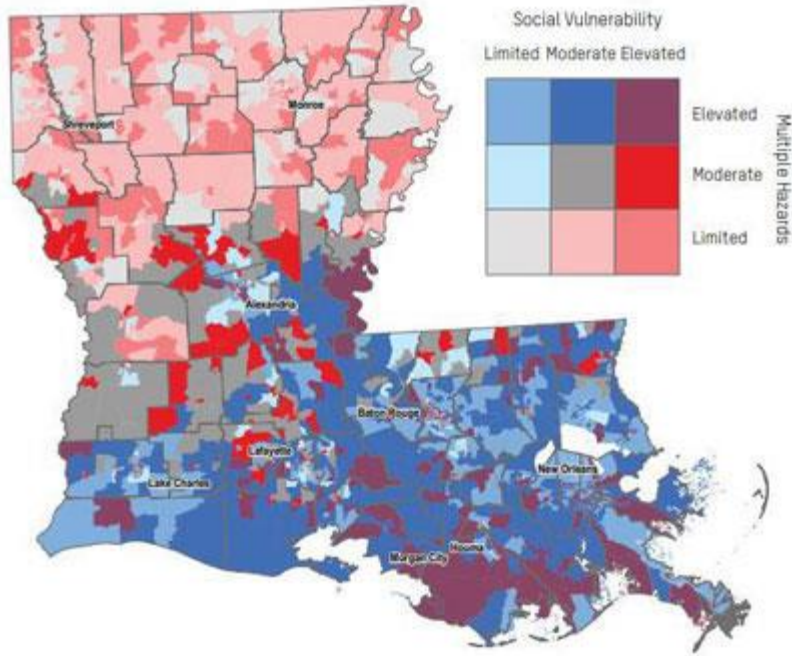 Social Vulnerability
Limited Moderate Elevated
Elevated
Moderate
Limited
Multiple Hazards
Shreveport
Monroe
Alexandria
Baton Rouge
Lafayette
New Orleans
Lake Charles
Houma
Morgan City